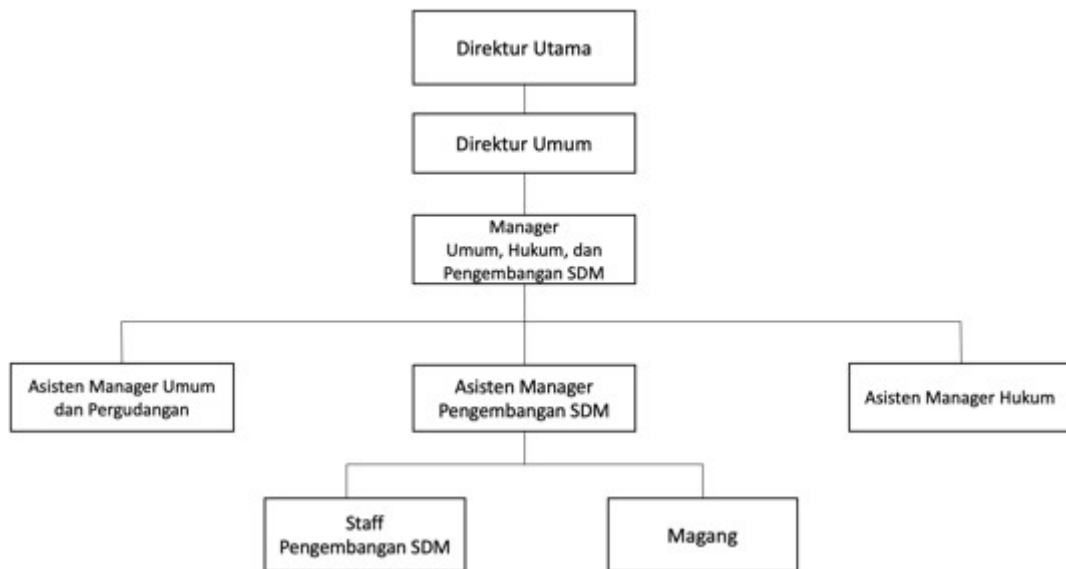 Direktur Utama
Direktur Umum
Manager
Umum, Hukum, dan
Pengembangan SDM
Asisten Manager Umum
dan Pergudangan
Asisten Manager
Pengembangan SDM
Asisten Manager Hukum
Staff
Pengembangan SDM
Magang